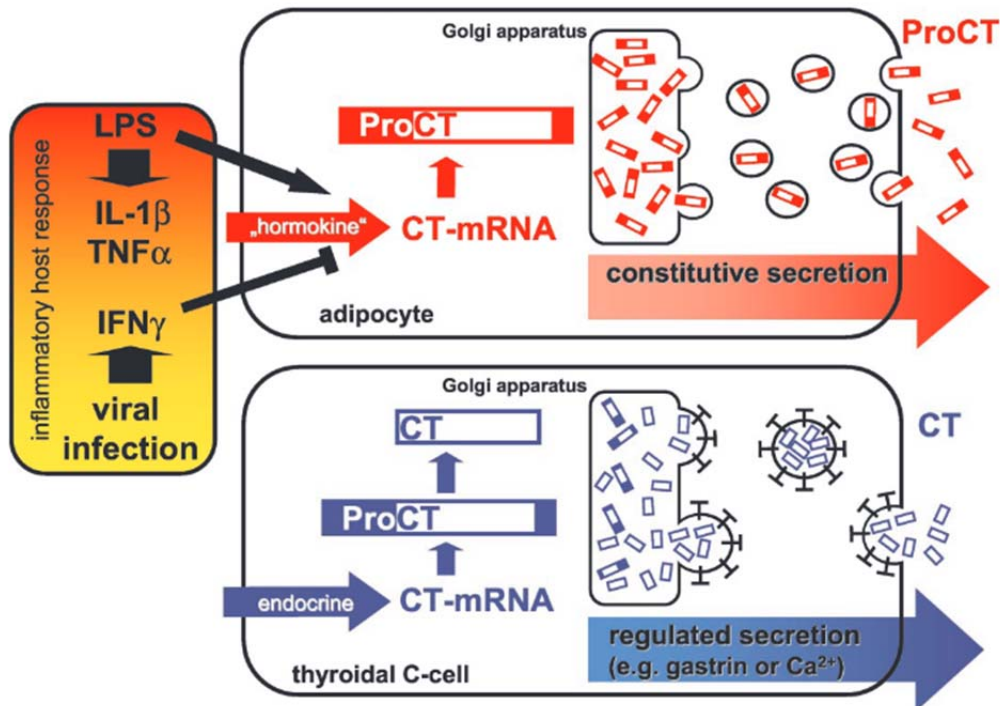 inflammatory host response
LPS
IL-1β
TNFα
IFNγ
viral
infection
Golgi apparatus
ProCT
ProCT
„hormokine“
CT-mRNA
constitutive secretion
adipocyte
Golgi apparatus
CT
CT
ProCT
endocrine
CT-mRNA
regulated secretion
(e.g. gastrin or Ca²⁺)
thyroidal C-cell